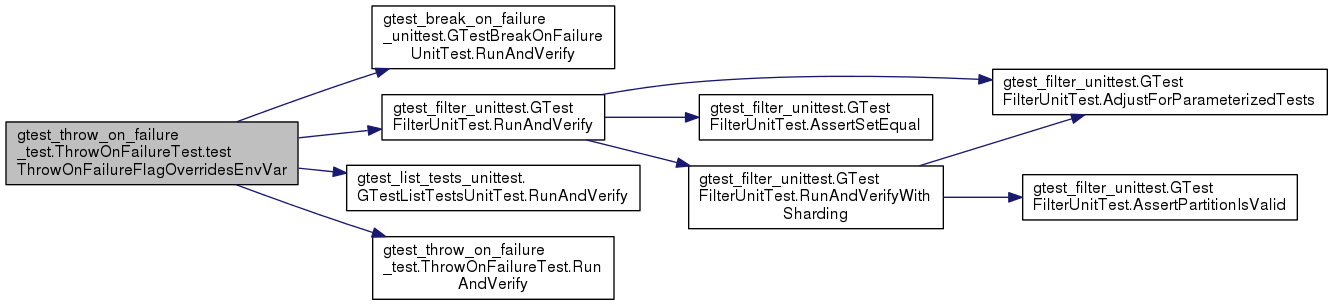 gtest_throw_on_failure
_test.ThrowOnFailureTest.test
ThrowOnFailureFlagOverridesEnvVar
gtest_break_on_failure
_unittest.GTestBreakOnFailure
UnitTest.RunAndVerify
gtest_filter_unittest.GTest
FilterUnitTest.RunAndVerify
gtest_list_tests_unittest.
GTestListTestsUnitTest.RunAndVerify
gtest_throw_on_failure
_test.ThrowOnFailureTest.Run
AndVerify
gtest_filter_unittest.GTest
FilterUnitTest.AssertSetEqual
gtest_filter_unittest.GTest
FilterUnitTest.RunAndVerifyWith
Sharding
gtest_filter_unittest.GTest
FilterUnitTest.AdjustForParameterizedTests
gtest_filter_unittest.GTest
FilterUnitTest.AssertPartitionIsValid